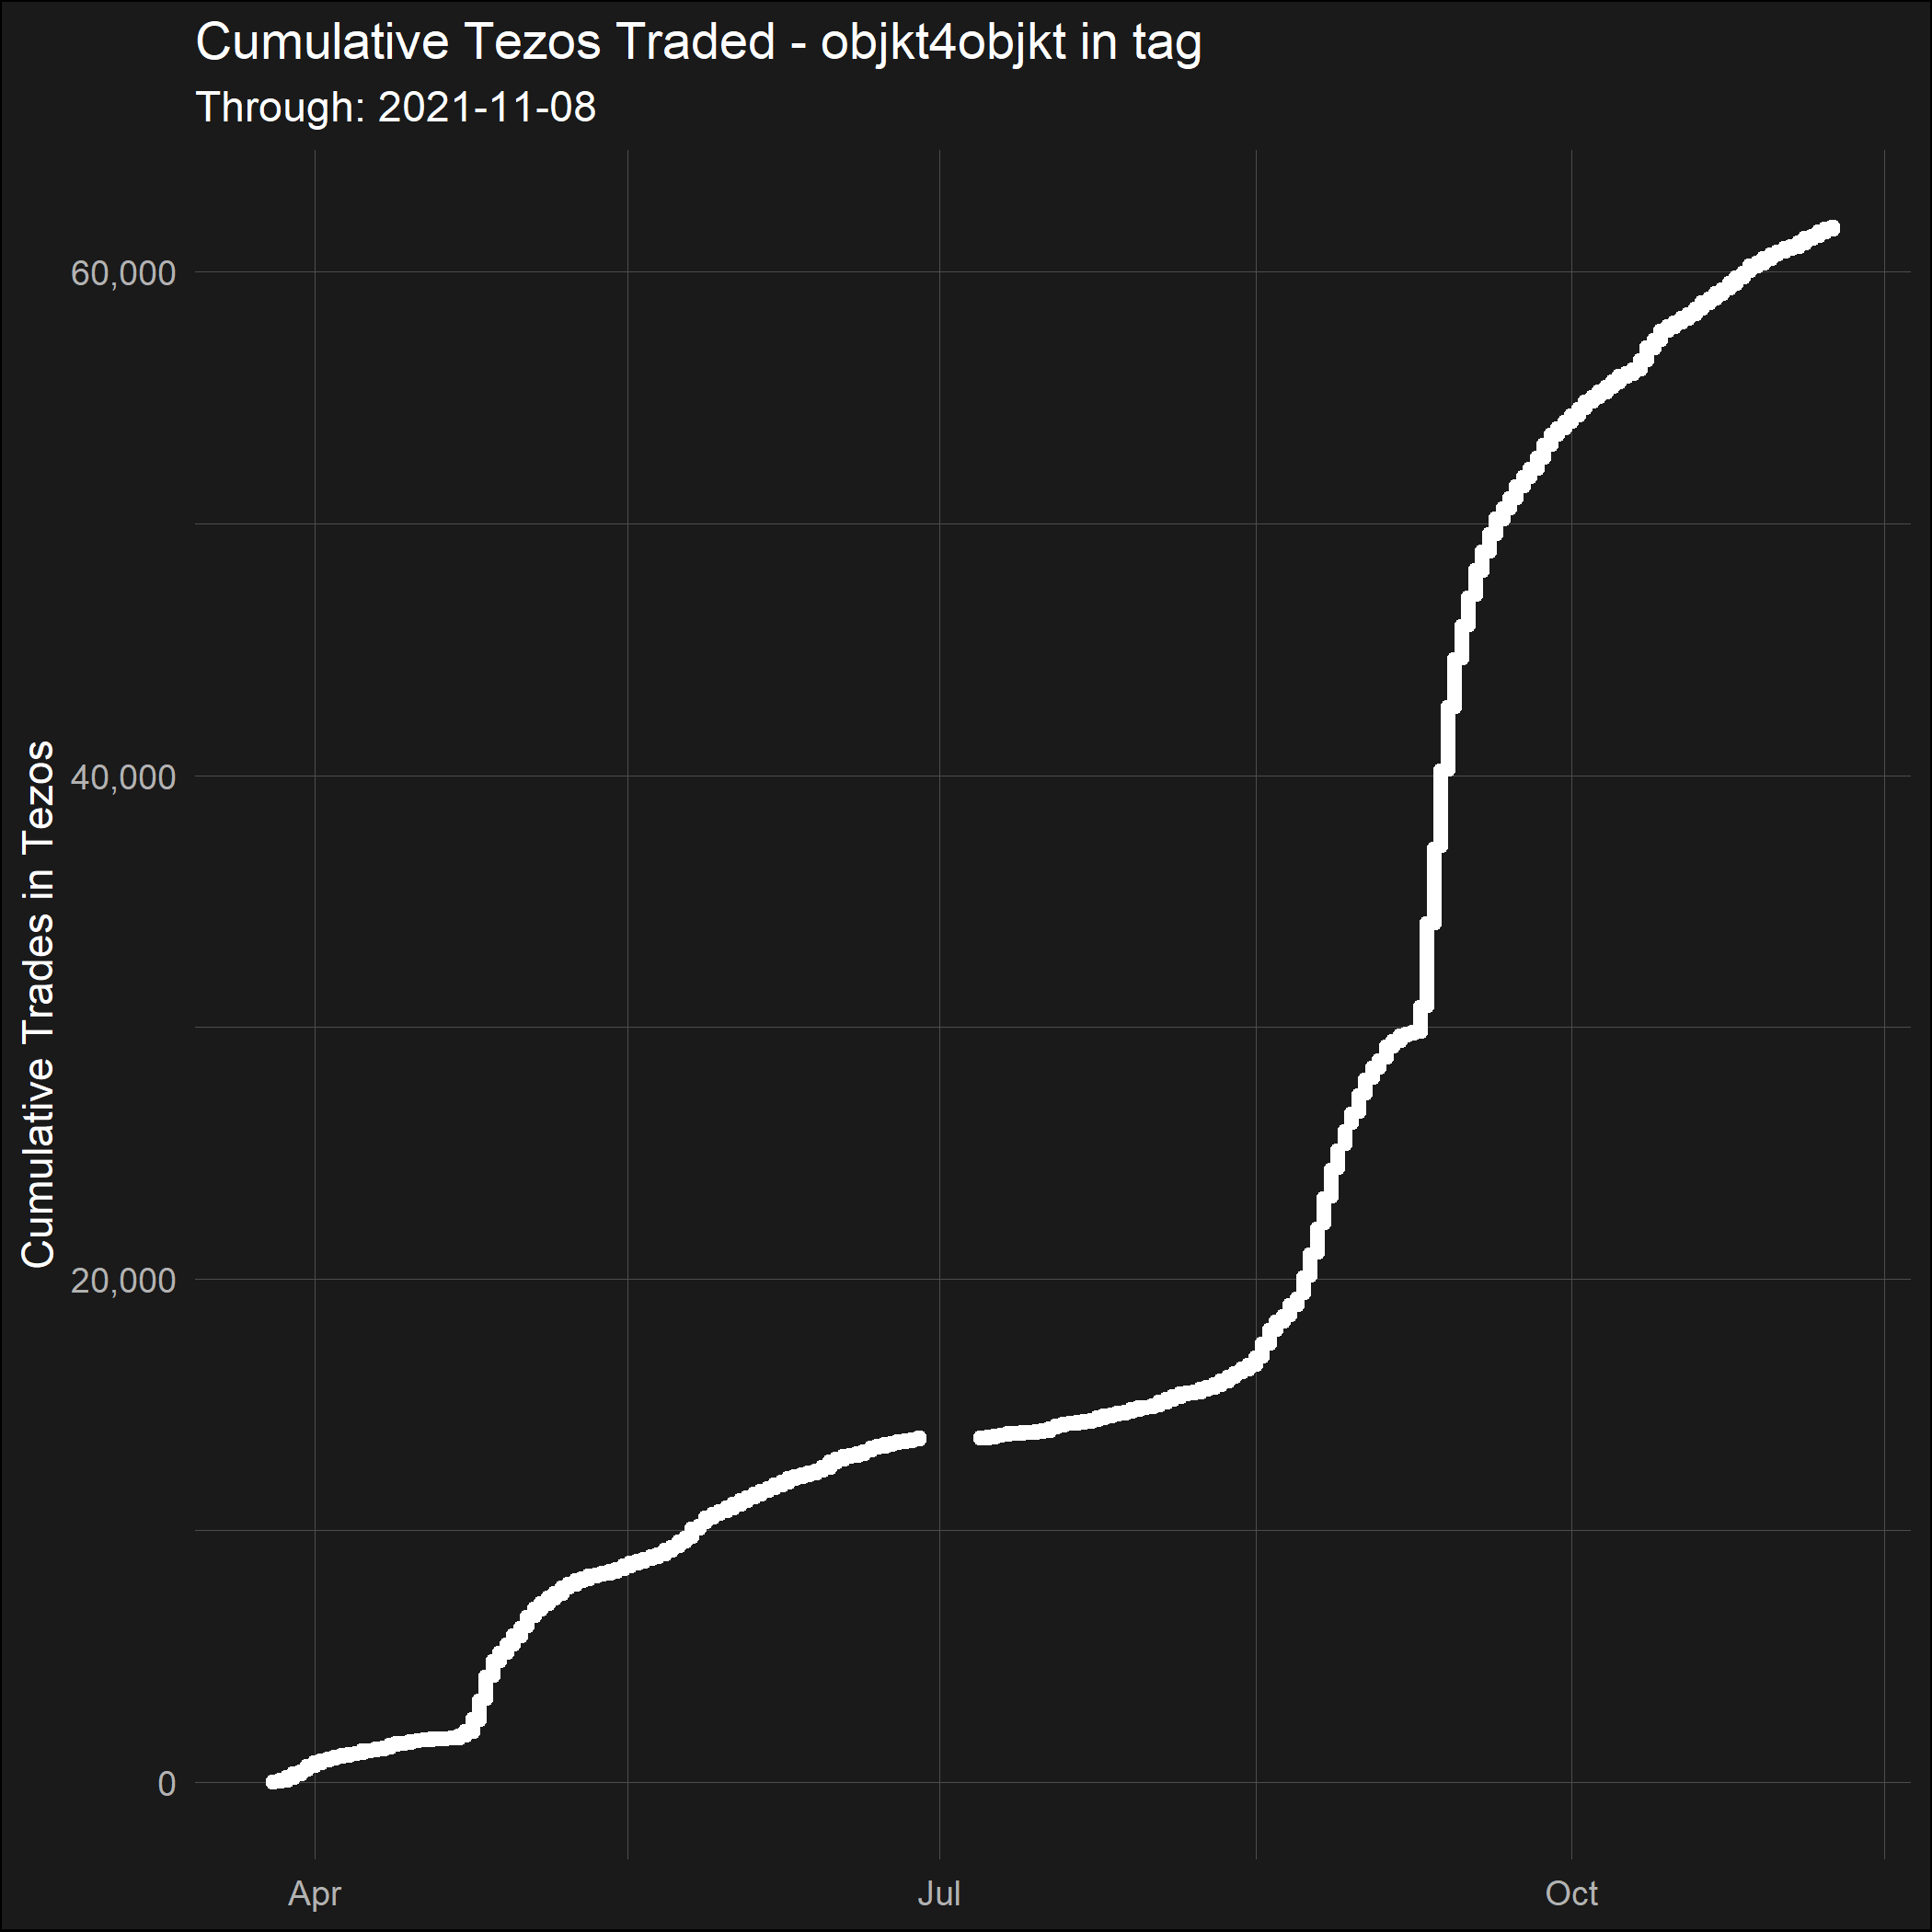 Cumulative Tezos Traded - objkt4objkt in tag
Through: 2021-11-08
Cumulative Trades in Tezos
60,000
40,000
20,000
0
Apr
Jul
Oct